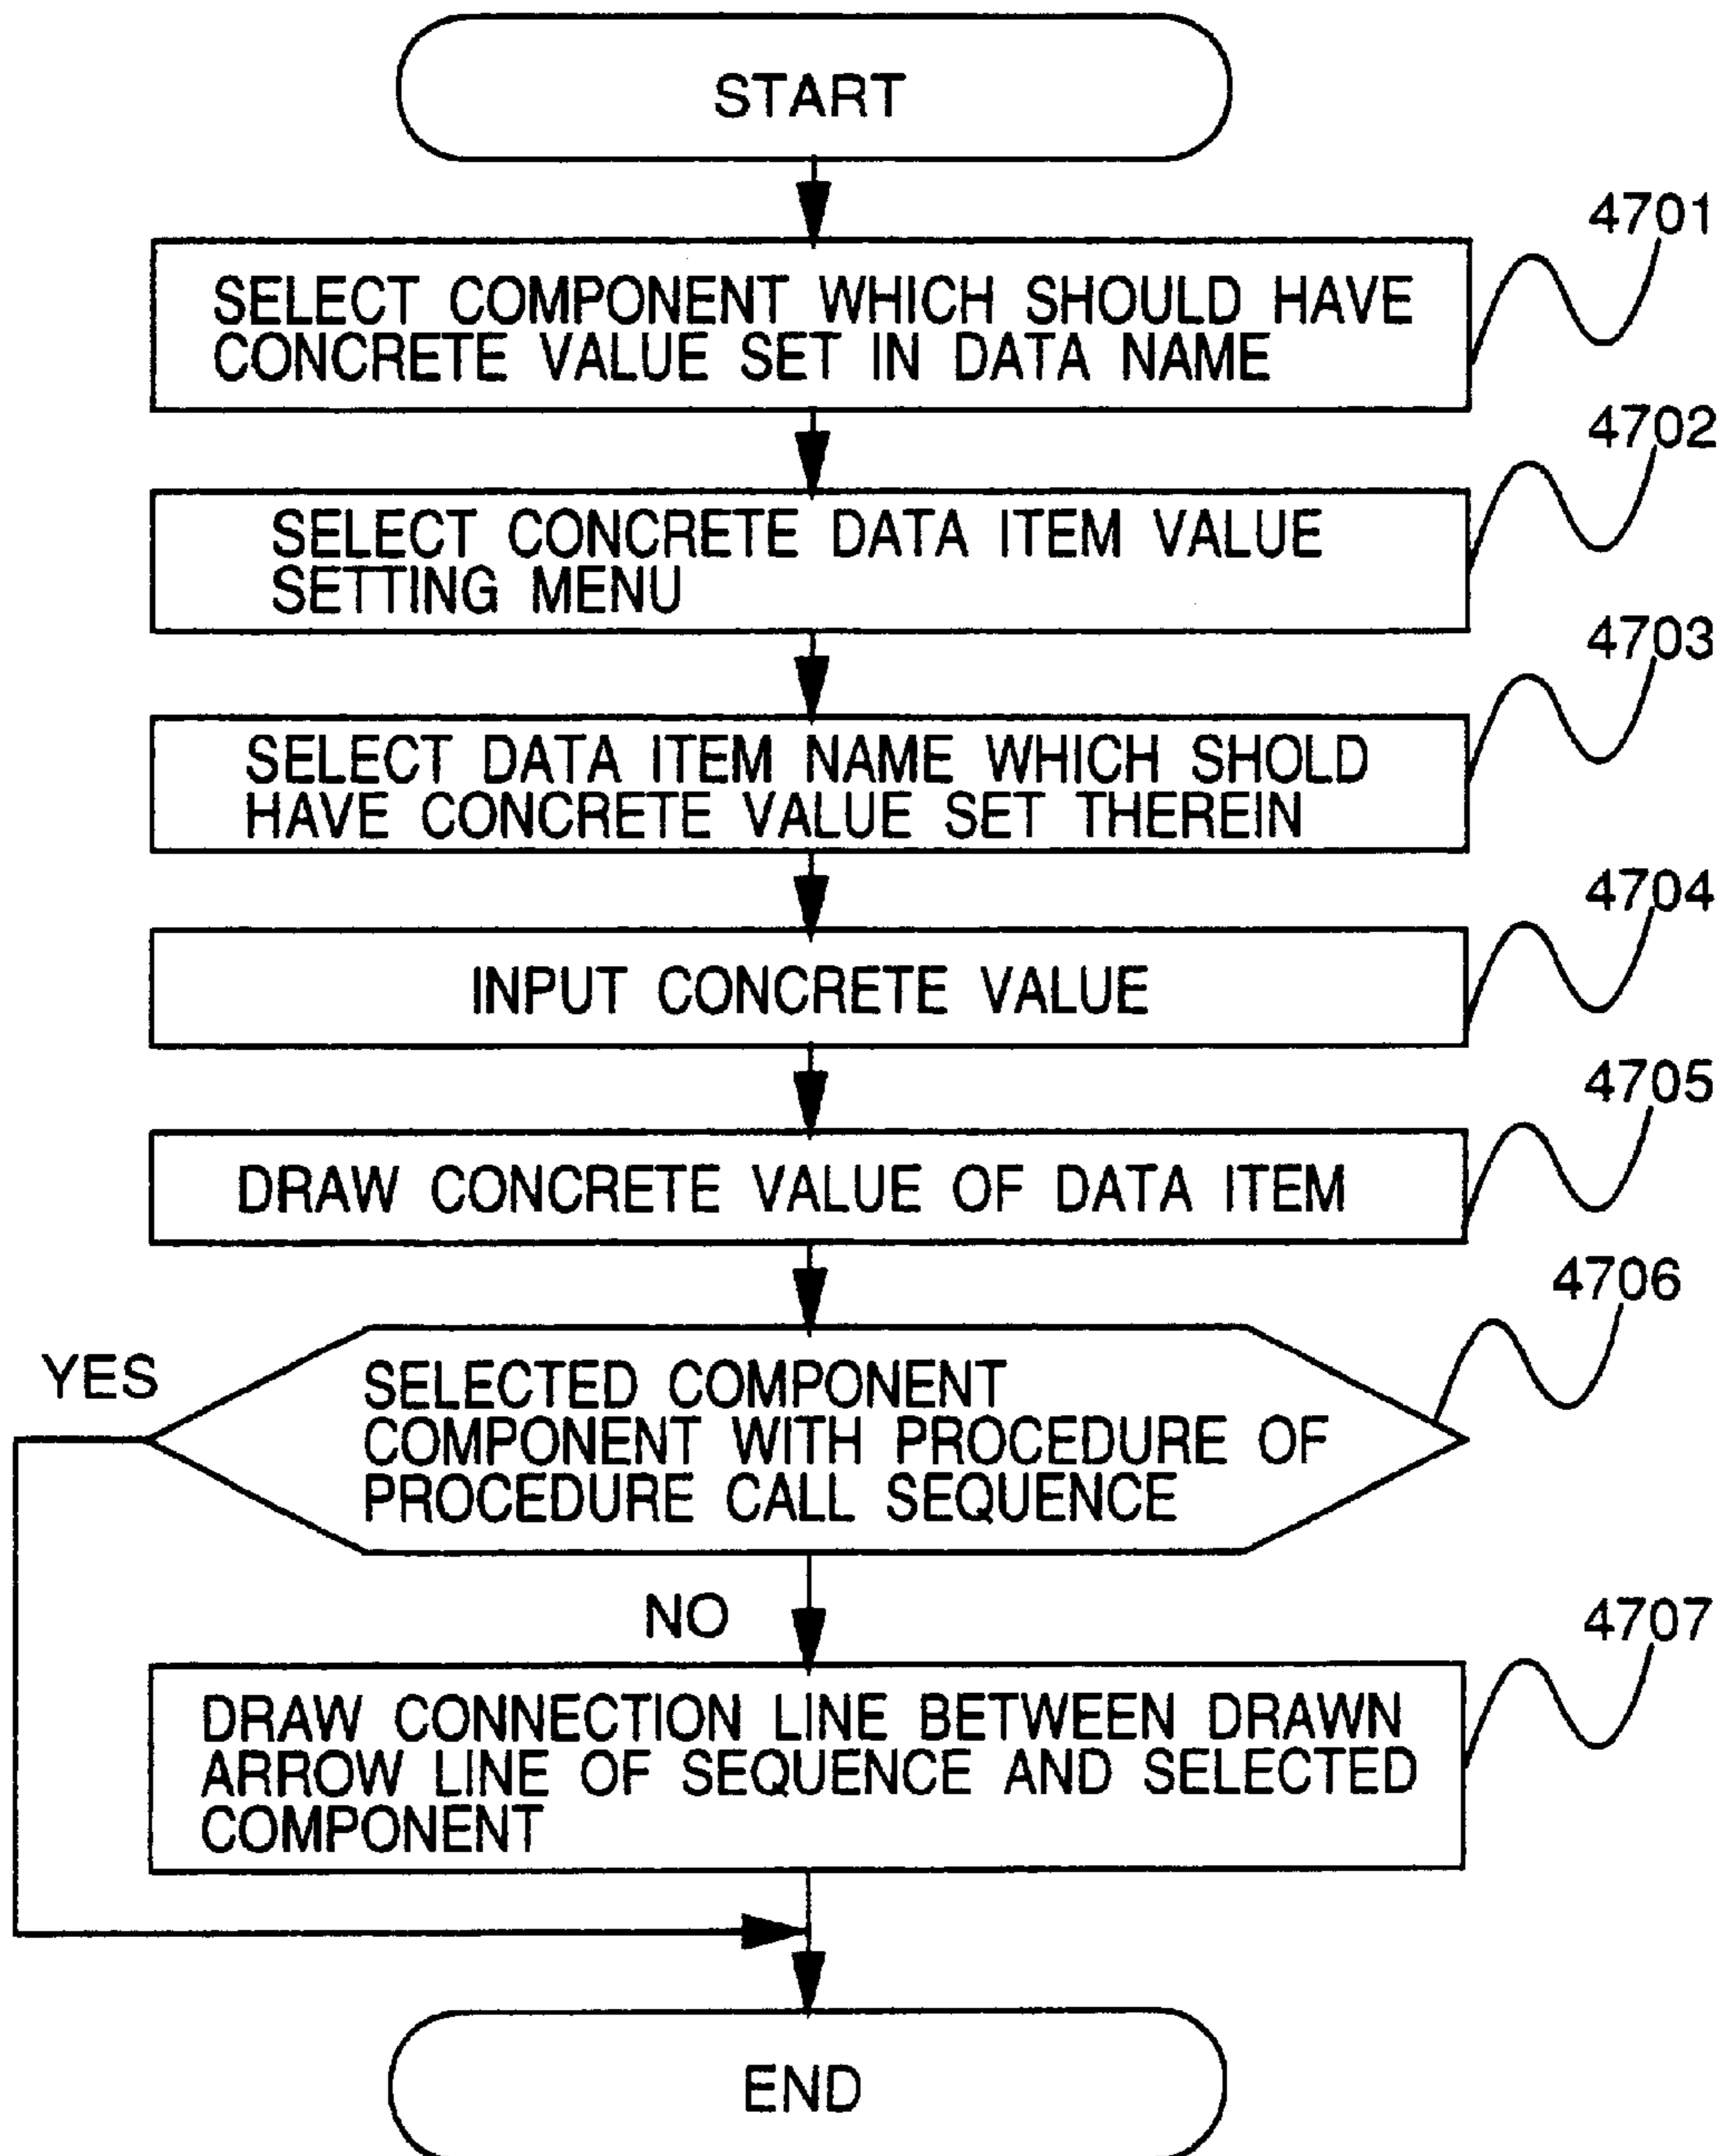 START
4701
SELECT COMPONENT WHICH SHOULD HAVE
CONCRETE VALUE SET IN DATA NAME
4702
SELECT CONCRETE DATA ITEM VALUE
SETTING MENU
4703
SELECT DATA ITEM NAME WHICH SHOLD
HAVE CONCRETE VALUE SET THEREIN
4704
INPUT CONCRETE VALUE
4705
DRAW CONCRETE VALUE OF DATA ITEM
4706
YES
SELECTED COMPONENT
COMPONENT WITH PROCEDURE OF
PROCEDURE CALL SEQUENCE
NO
4707
DRAW CONNECTION LINE BETWEEN DRAWN
ARROW LINE OF SEQUENCE AND SELECTED
COMPONENT
END